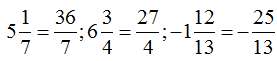 5 1/7 = 36/7; 6 3/4 = 27/4; -1 12/13 = -25/13